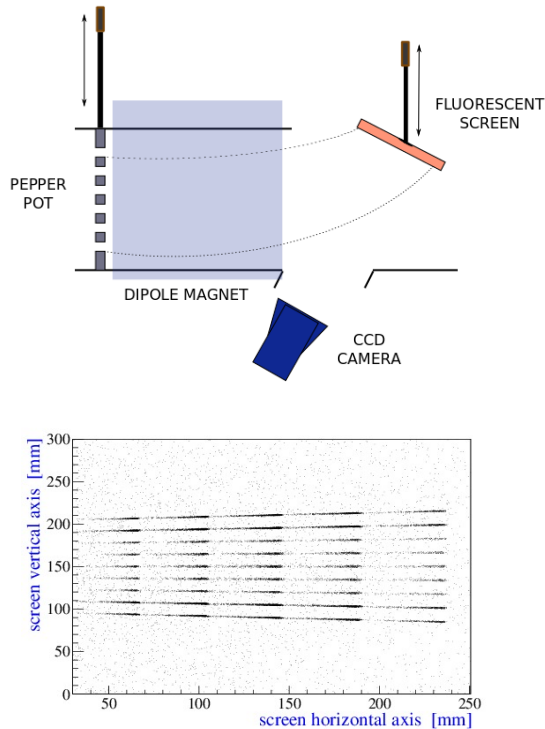 FLUORESCENT
SCREEN
PEPPER
POT
DIPOLE MAGNET
CCD
CAMERA
screen vertical axis [mm]
300
250
200
150
100
50
0
50
100
150
200
250
screen horizontal axis [mm]